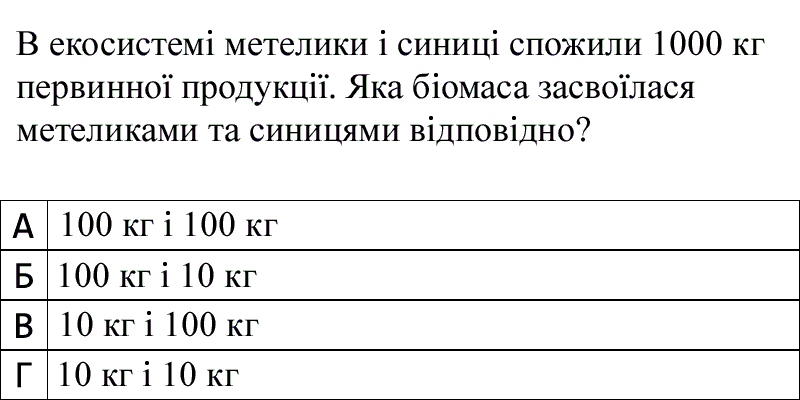 В екосистемі метелики і синиці спожили 1000 кг
первинної продукції. Яка біомаса засвоїлася
метеликами та синицями відповідно?
А 100 кг і 100 кг
Б 100 кг і 10 кг
В 10 кг і 100 кг
Г 10 кг і 10 кг